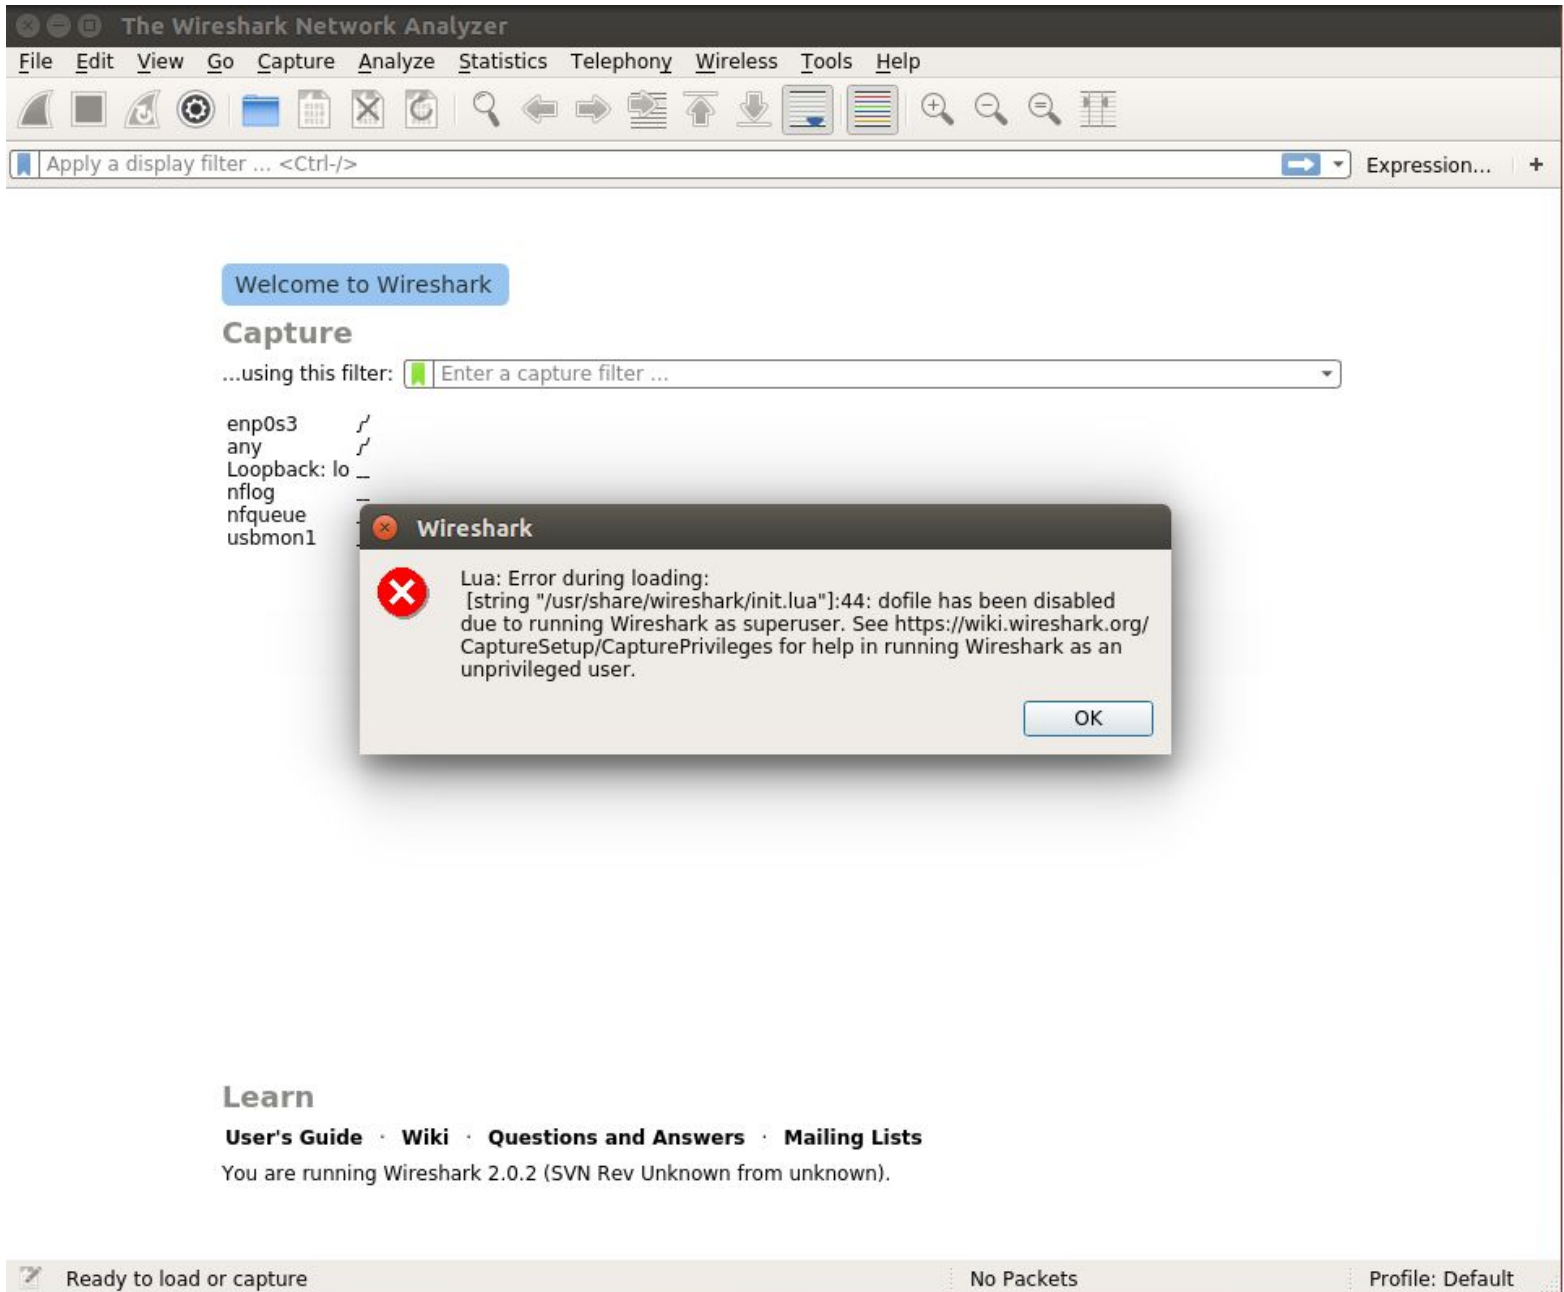 The Wireshark Network Analyzer
File Edit View Go Capture Analyze Statistics Telephony Wireless Tools Help
Apply a display filter ... <Ctrl-/> Expression... +
Welcome to Wireshark
Capture
...using this filter: Enter a capture filter ...
enp0s3
any
Loopback: lo
nflog
nfqueue
usbmon1
Wireshark
Lua: Error during loading:
[string "/usr/share/wireshark/init.lua"]:44: dofile has been disabled
due to running Wireshark as superuser. See https://wiki.wireshark.org/
CaptureSetup/CapturePrivileges for help in running Wireshark as an
unprivileged user.
OK
Learn
User's Guide · Wiki · Questions and Answers · Mailing Lists
You are running Wireshark 2.0.2 (SVN Rev Unknown from unknown).
Ready to load or capture No Packets Profile: Default